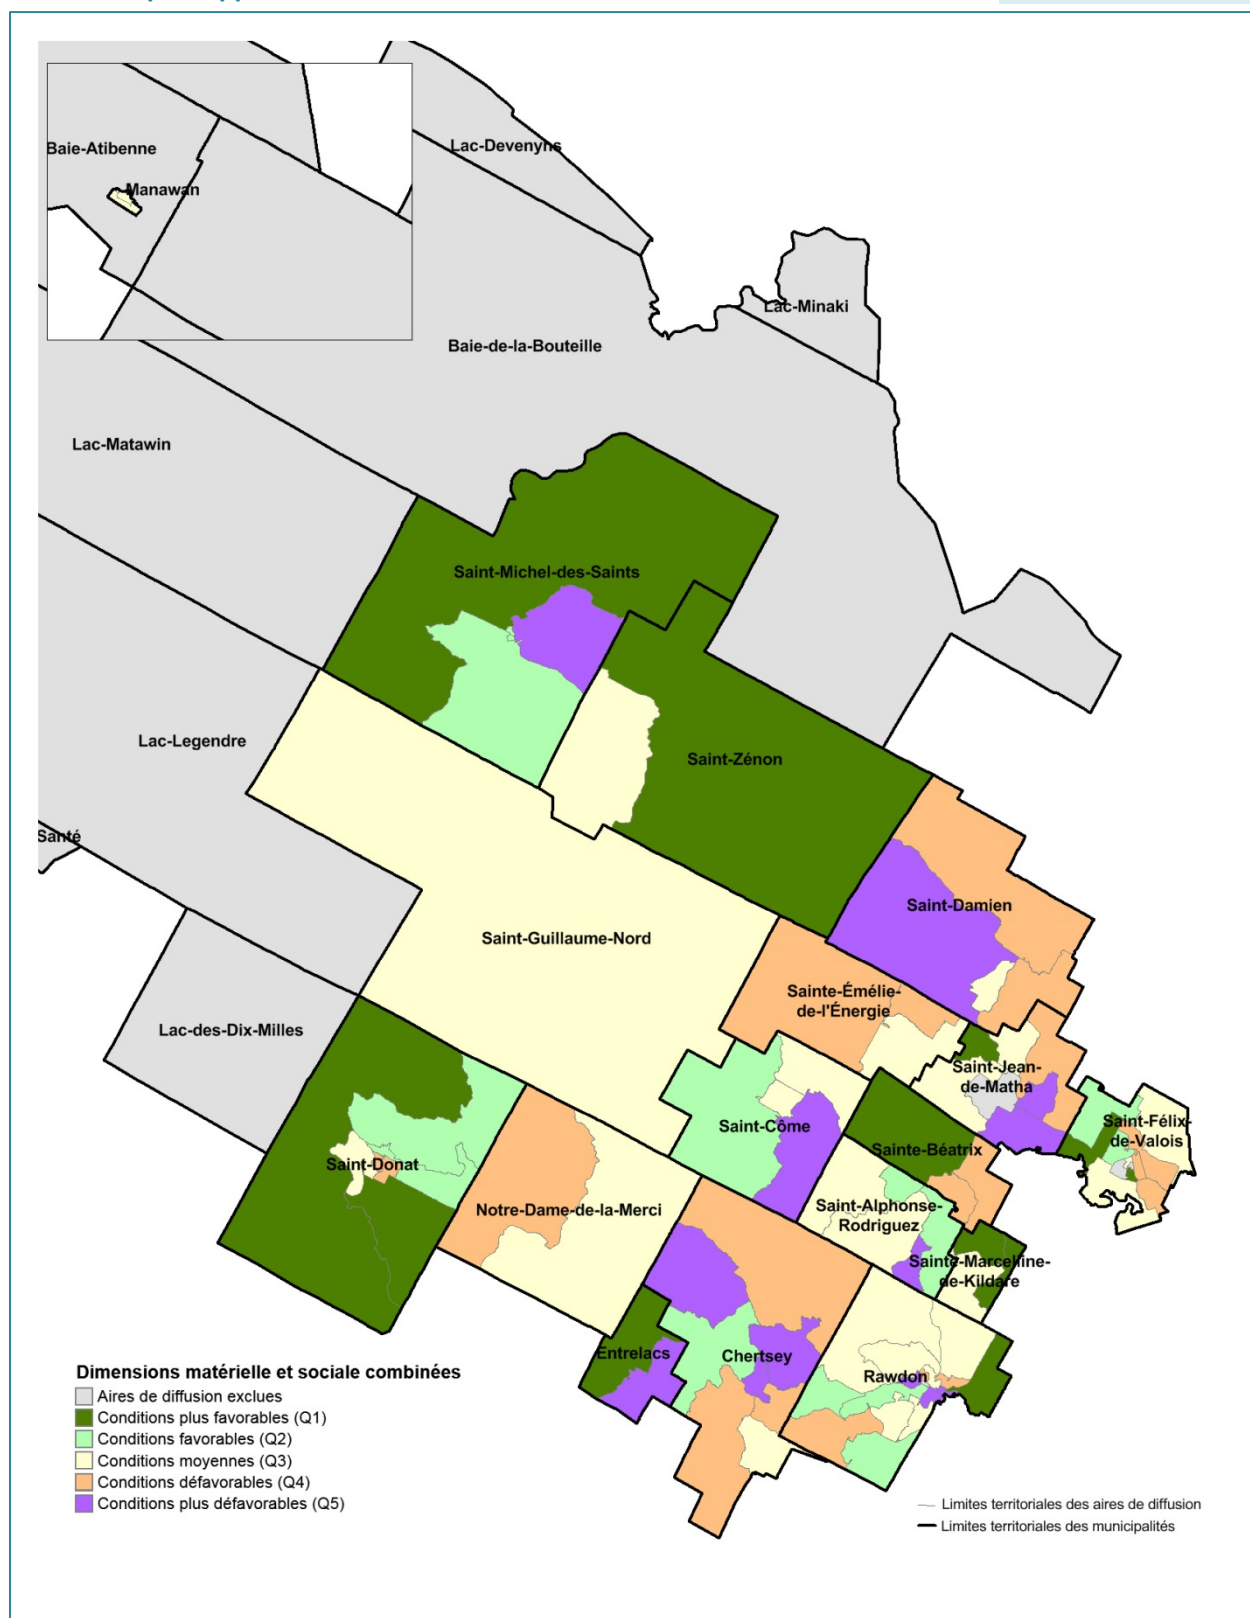 Baie-Atibenne
Manawan
Lac-Devenyns
Lac-Minaki
Baie-de-la-Bouteille
Lac-Matawin
Saint-Michel-des-Saints
Lac-Legendre
Saint-Zénon
Santé
Saint-Damien
Saint-Guillaume-Nord
Sainte-Émélie-
de-l'Énergie
Lac-des-Dix-Milles
Saint-Jean-
de-Matha
Saint-Côme
Saint-Félix-
de-Valois
Sainte-Béatrix
Saint-Donat
Notre-Dame-de-la-Merci
Saint-Alphonse-
Rodriguez
Sainte-Marcelline-
de-Kildare
Entrelacs
Chertsey
Rawdon
Dimensions matérielle et sociale combinées
Aires de diffusion exclues
Conditions plus favorables (Q1)
Conditions favorables (Q2)
Conditions moyennes (Q3)
Conditions défavorables (Q4)
Conditions plus défavorables (Q5)
Limites territoriales des aires de diffusion
Limites territoriales des municipalités